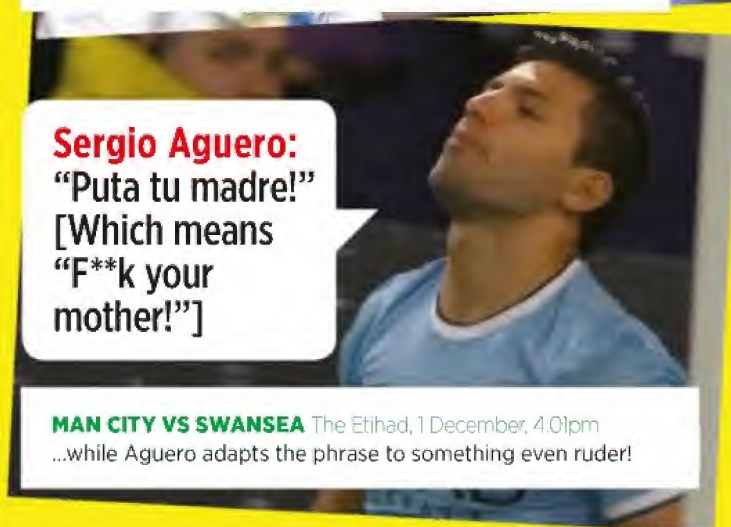 Sergio Aguero:
“Puta tu madre!”
[Which means
“F**k your
mother!”]
MAN CITY VS SWANSEA The Etihad, 1 December, 4.01pm
...while Aguero adapts the phrase to something even ruder!